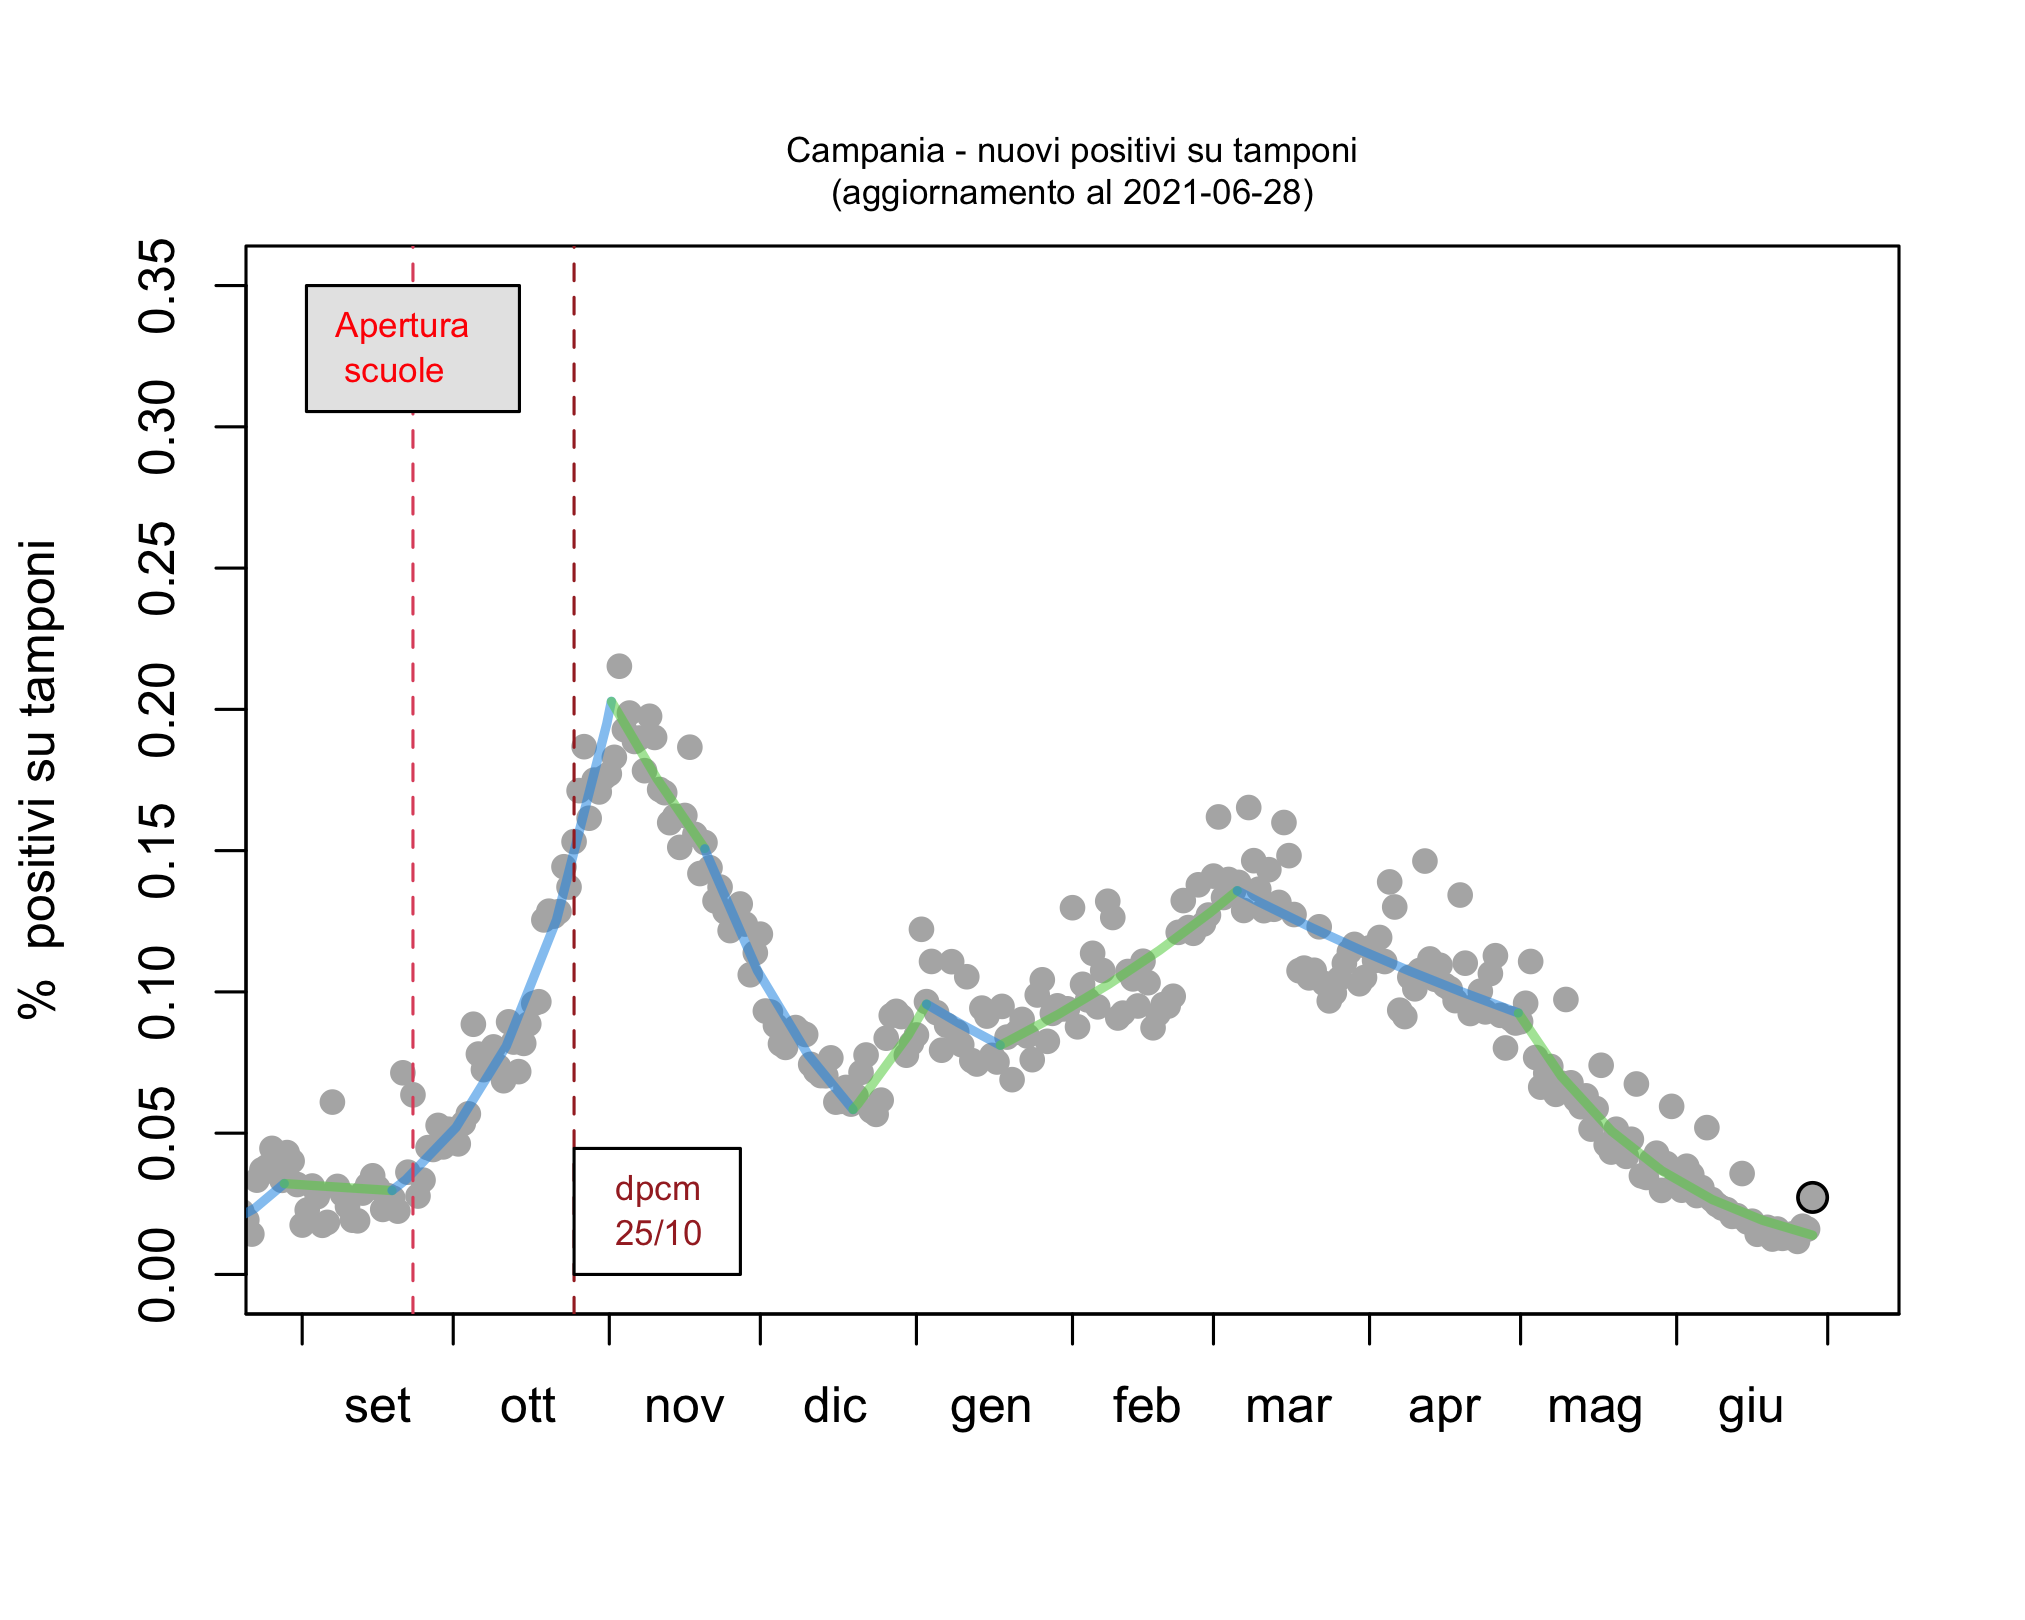 Campania - nuovi positivi su tamponi
(aggiornamento al 2021-06-28)
% positivi su tamponi
0.35
0.30
0.25
0.20
0.15
0.10
0.05
0.00
Apertura
scuole
dpcm
25/10
set ott nov dic gen feb mar apr mag giu